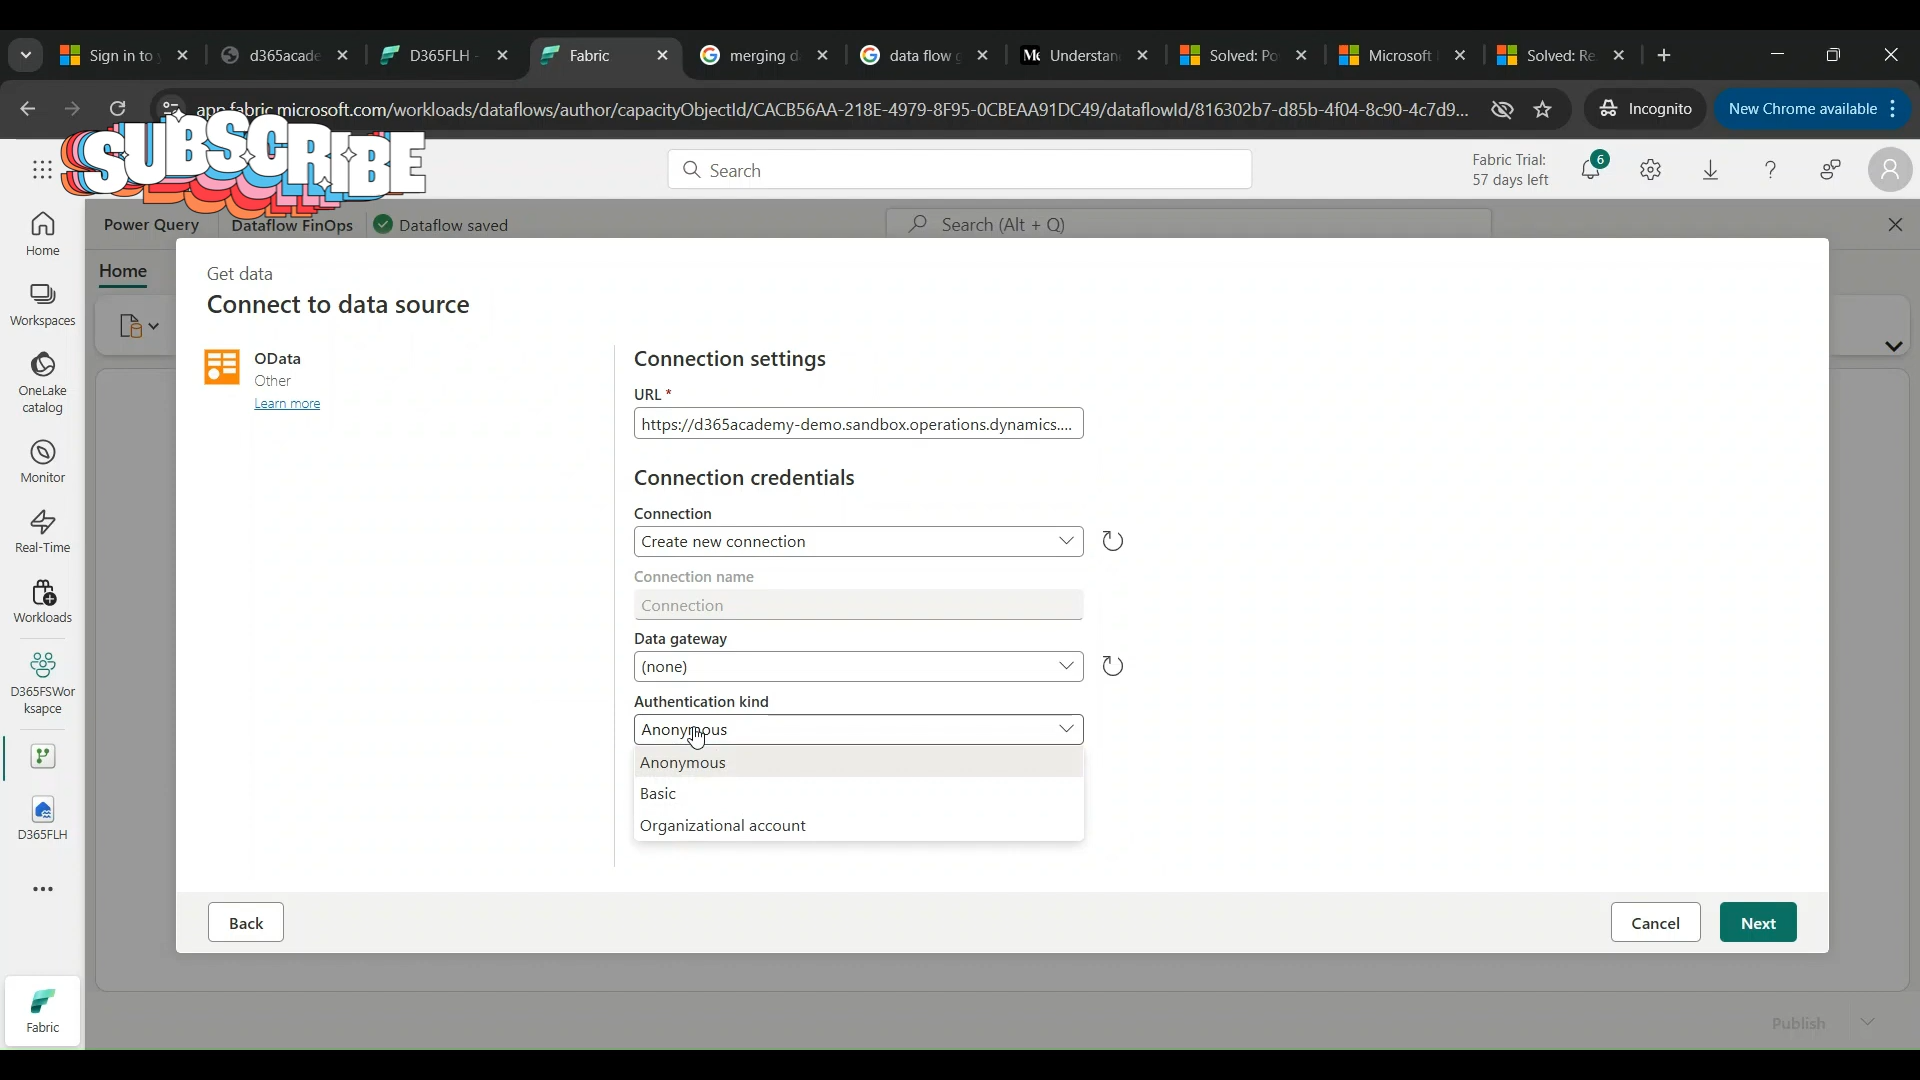 Sign in to
d365acade
D365FLH -
Fabric
merging d
data flow g
Understan
Solved: Po
Microsoft
Solved: Re
app.fabric.microsoft.com/workloads/dataflows/author/capacityObjectId/CACB56AA-218E-4979-8F95-0CBEAA91DC49/dataflowId/816302b7-d85b-4f04-8c90-4c7d9...
Incognito
New Chrome available
SUBSCRIBE
Search
Fabric Trial:
57 days left
6
Power Query
Dataflow FinOps
Dataflow saved
Search (Alt + Q)
Home
Workspaces
OneLake
catalog
Monitor
Real-Time
Workloads
D365FSWor
ksapce
D365FLH
Fabric
Home
Get data
Connect to data source
OData
Other
Learn more
Connection settings
URL *
https://d365academy-demo.sandbox.operations.dynamics....
Connection credentials
Connection
Create new connection
Connection name
Connection
Data gateway
(none)
Authentication kind
Anonymous
Anonymous
Basic
Organizational account
Back
Cancel
Next
Publish